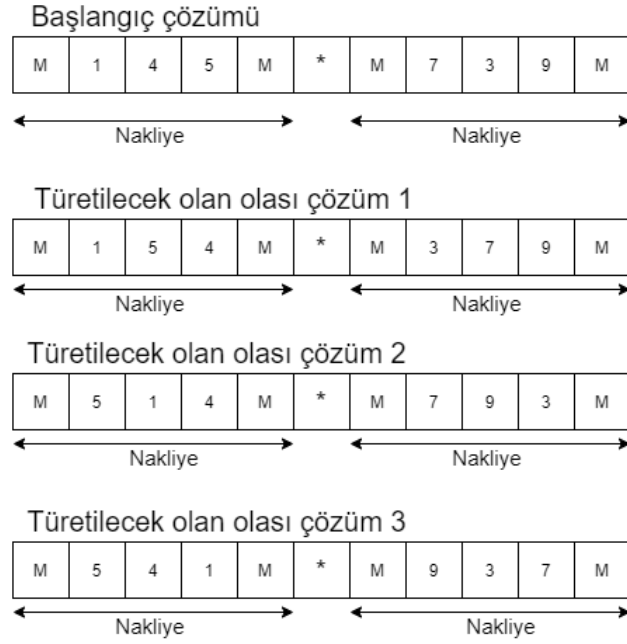 Başlangıç çözümü
M 1 4 5 M * M 7 3 9 M
Nakliye Nakliye
Türetilecek olan olası çözüm 1
M 1 5 4 M * M 3 7 9 M
Nakliye Nakliye
Türetilecek olan olası çözüm 2
M 5 1 4 M * M 7 9 3 M
Nakliye Nakliye
Türetilecek olan olası çözüm 3
M 5 4 1 M * M 9 3 7 M
Nakliye Nakliye